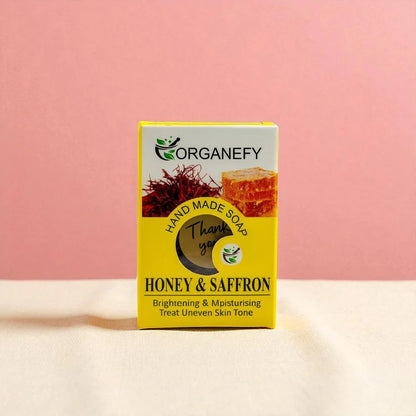 ORGANEFY
HAND MADE SOAP
Thank
you
HONEY & SAFFRON
Brightening & Mpisturising
Treat Uneven Skin Tone